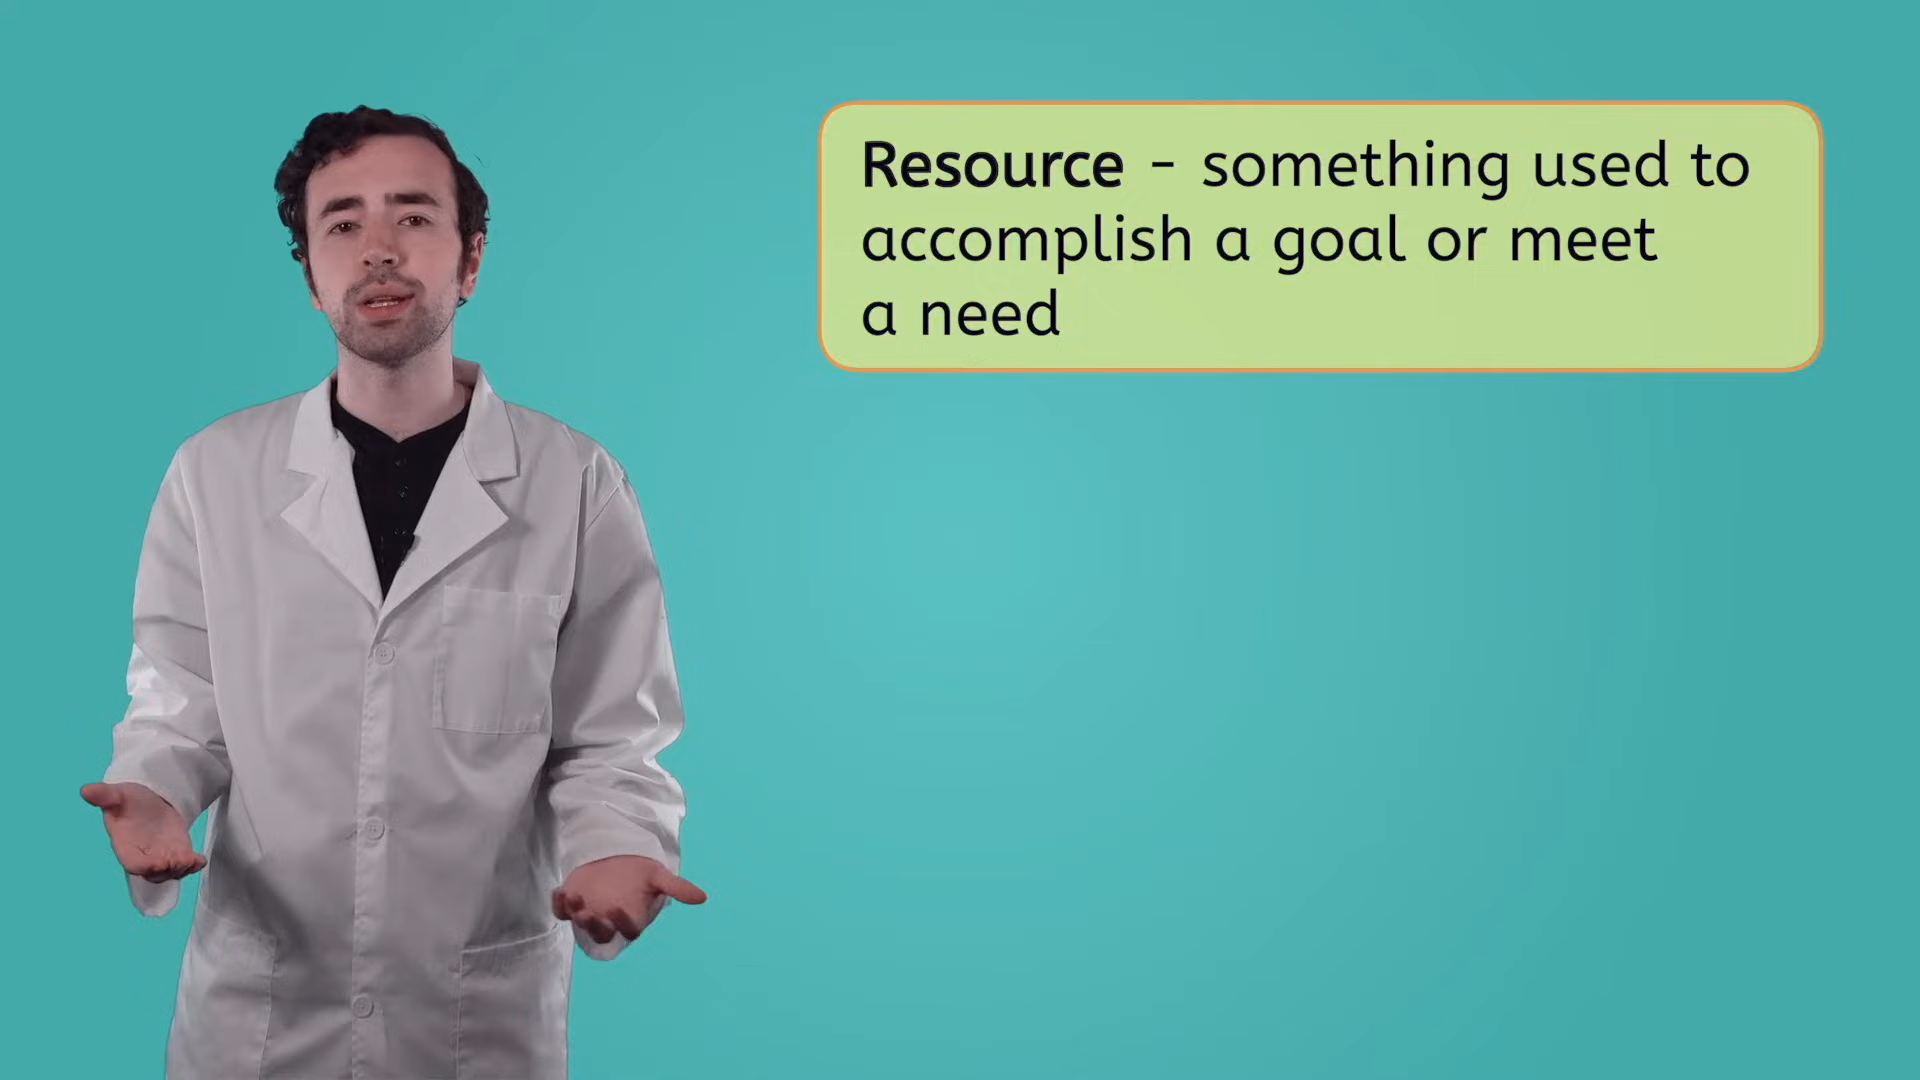 Resource - something used to
accomplish a goal or meet
a need